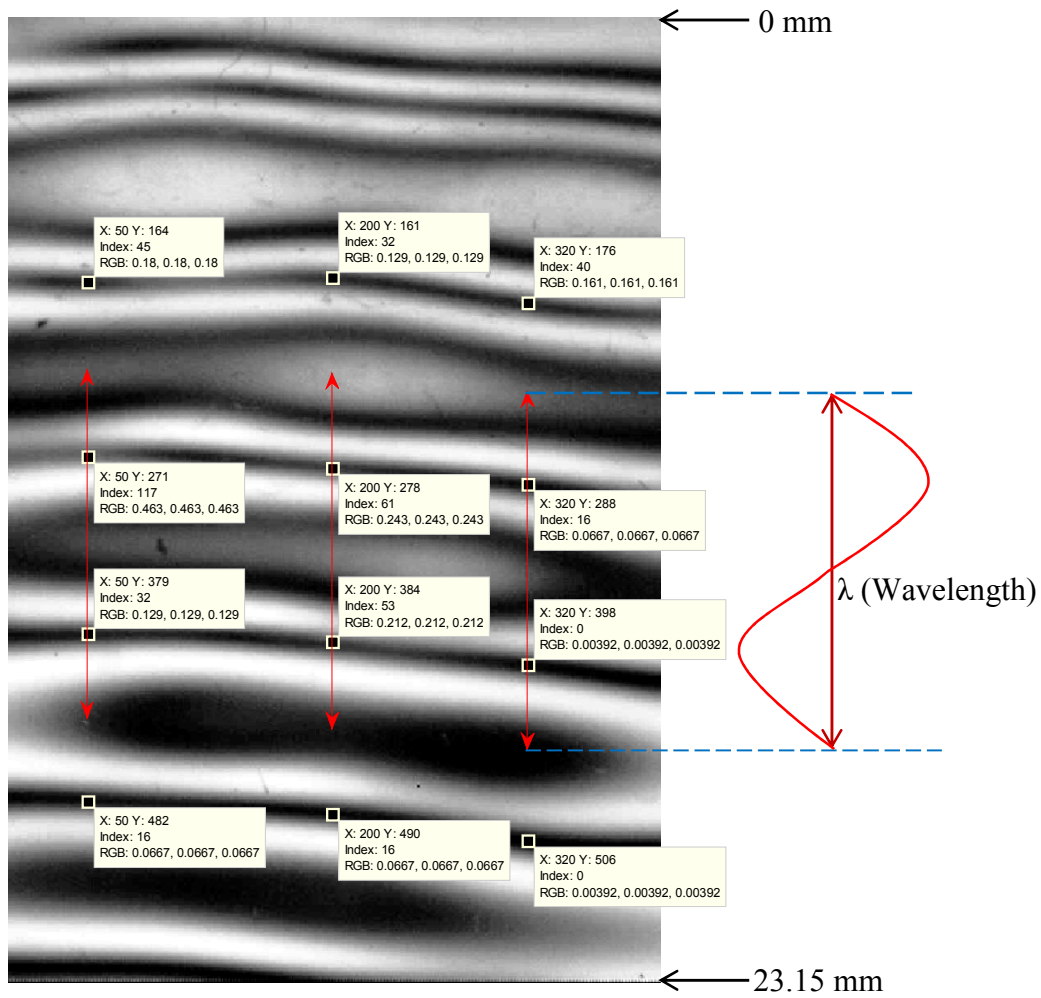 0 mm
X: 50 Y: 164
Index: 45
RGB: 0.18, 0.18, 0.18
X: 200 Y: 161
Index: 32
RGB: 0.129, 0.129, 0.129
X: 320 Y: 176
Index: 40
RGB: 0.161, 0.161, 0.161
X: 50 Y: 271
Index: 117
RGB: 0.463, 0.463, 0.463
X: 200 Y: 278
Index: 61
RGB: 0.243, 0.243, 0.243
X: 320 Y: 288
Index: 16
RGB: 0.0667, 0.0667, 0.0667
X: 50 Y: 379
Index: 32
RGB: 0.129, 0.129, 0.129
X: 200 Y: 384
Index: 53
RGB: 0.212, 0.212, 0.212
X: 320 Y: 398
Index: 0
RGB: 0.00392, 0.00392, 0.00392
λ (Wavelength)
X: 50 Y: 482
Index: 16
RGB: 0.0667, 0.0667, 0.0667
X: 200 Y: 490
Index: 16
RGB: 0.0667, 0.0667, 0.0667
X: 320 Y: 506
Index: 0
RGB: 0.00392, 0.00392, 0.00392
23.15 mm